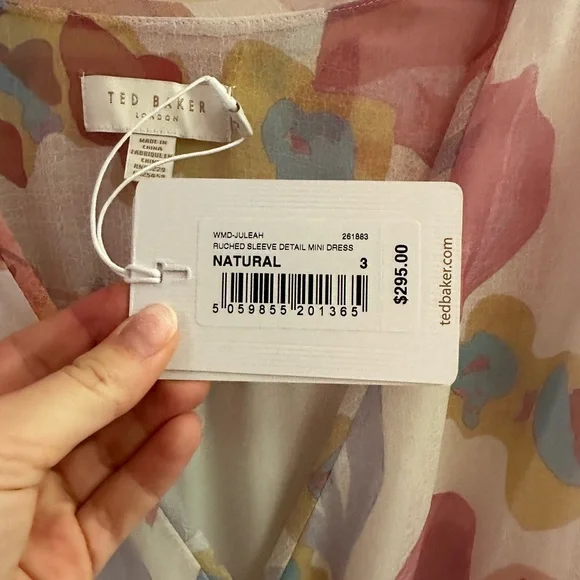 TED BAKER
LONDON
MADE IN
CHINA
WMD-JULEAH 261883
RUCHED SLEEVE DETAIL MINI DRESS
NATURAL 3
5 059855 201365
$295.00
tedbaker.com